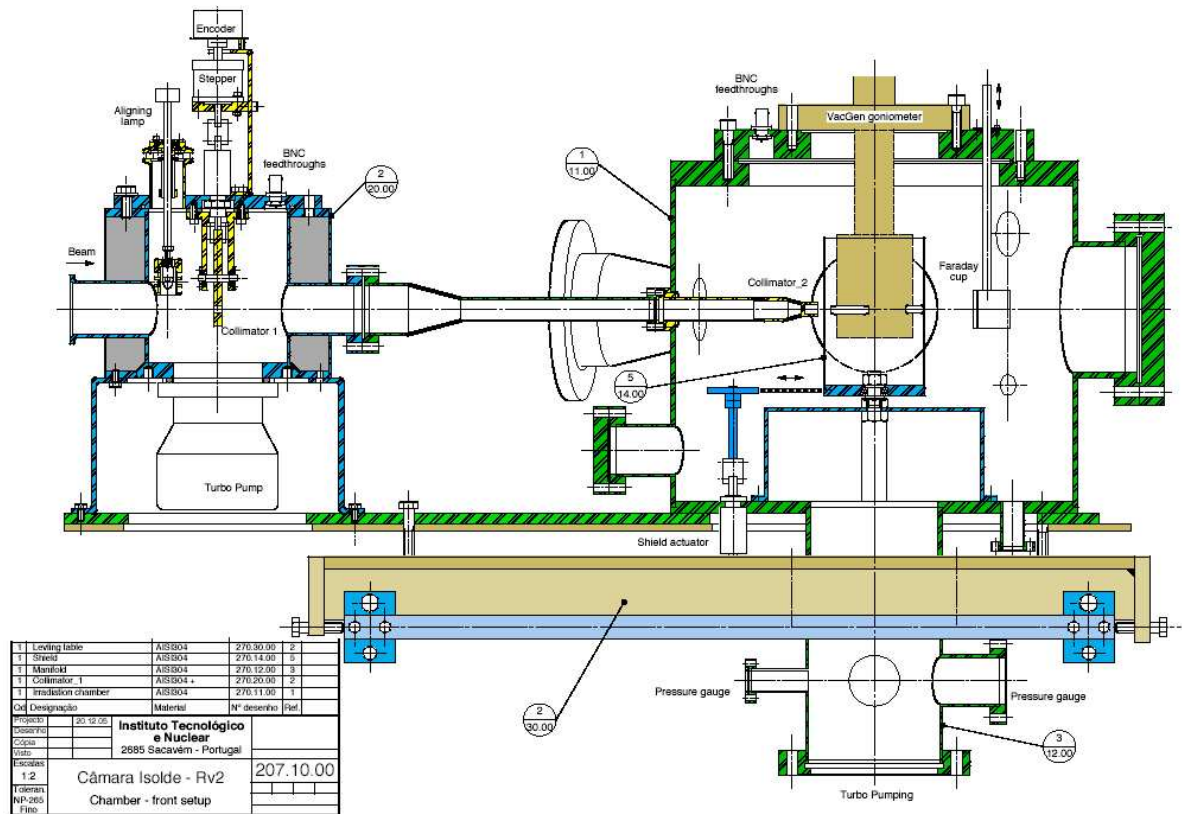 Encoder
Stepper
Aligning
lamp
BNC
feedthroughs
2
20.00
Beam
Collimator 1
Turbo Pump
BNC
feedthroughs
VacGen goniometer
1
11.00
Collimator_2
Faraday
cup
5
14.00
Shield actuator
2
30.00
Pressure gauge
Pressure gauge
3
12.00
Turbo Pumping
1 Levling table AISI304 270.30.00 2
1 Shield AISI304 270.14.00 5
1 Manifold AISI304 270.12.00 3
1 Collimator_1 AISI304 + 270.20.00 2
1 Irradiation chamber AISI304 270.11.00 1
Qd Designação Material Nº desenho Ref.
Projecto 20.12.05
Desenho
Cópia
Visto
Instituto Tecnológico
e Nuclear
2685 Sacavém - Portugal
Escalas
1:2
Toleran.
NP-265
Fino
Câmara Isolde - Rv2
Chamber - front setup
207.10.00